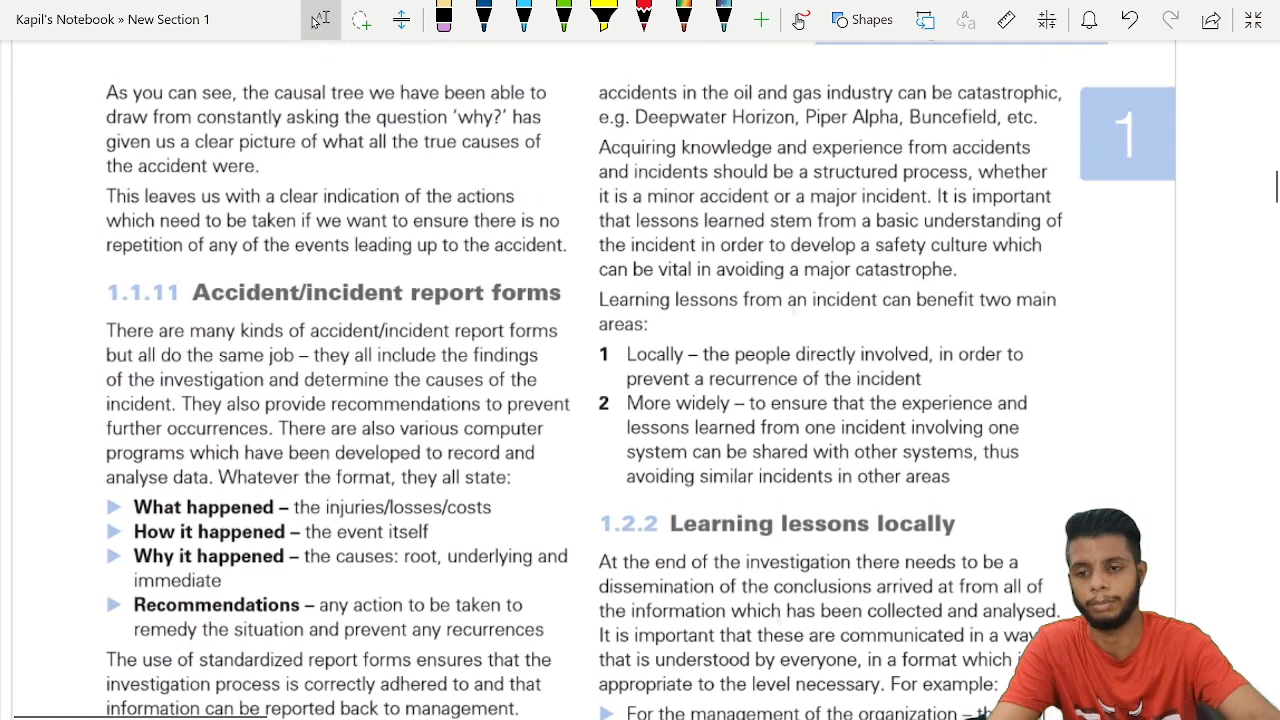 Kapil's Notebook » New Section 1
Shapes
As you can see, the causal tree we have been able to
draw from constantly asking the question ‘why?’ has
given us a clear picture of what all the true causes of
the accident were.
This leaves us with a clear indication of the actions
which need to be taken if we want to ensure there is no
repetition of any of the events leading up to the accident.
1.1.11 Accident/incident report forms
There are many kinds of accident/incident report forms
but all do the same job – they all include the findings
of the investigation and determine the causes of the
incident. They also provide recommendations to prevent
further occurrences. There are also various computer
programs which have been developed to record and
analyse data. Whatever the format, they all state:
What happened – the injuries/losses/costs
How it happened – the event itself
Why it happened – the causes: root, underlying and
immediate
Recommendations – any action to be taken to
remedy the situation and prevent any recurrences
The use of standardized report forms ensures that the
investigation process is correctly adhered to and that
information can be reported back to management.
accidents in the oil and gas industry can be catastrophic,
e.g. Deepwater Horizon, Piper Alpha, Buncefield, etc.
Acquiring knowledge and experience from accidents
and incidents should be a structured process, whether
it is a minor accident or a major incident. It is important
that lessons learned stem from a basic understanding of
the incident in order to develop a safety culture which
can be vital in avoiding a major catastrophe.
Learning lessons from an incident can benefit two main
areas:
1 Locally – the people directly involved, in order to
prevent a recurrence of the incident
2 More widely – to ensure that the experience and
lessons learned from one incident involving one
system can be shared with other systems, thus
avoiding similar incidents in other areas
1.2.2 Learning lessons locally
At the end of the investigation there needs to be a
dissemination of the conclusions arrived at from all of
the information which has been collected and analysed.
It is important that these are communicated in a way
that is understood by everyone, in a format which
appropriate to the level necessary. For example:
For the management of the organization –
1